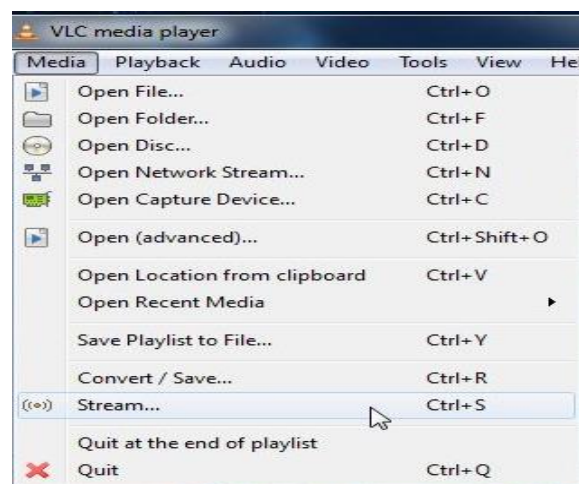 VLC media player
Media Playback Audio Video Tools View He
Open File... Ctrl+O
Open Folder... Ctrl+F
Open Disc... Ctrl+D
Open Network Stream... Ctrl+N
Open Capture Device... Ctrl+C
Open (advanced)... Ctrl+Shift+O
Open Location from clipboard Ctrl+V
Open Recent Media
Save Playlist to File... Ctrl+Y
Convert / Save... Ctrl+R
Stream... Ctrl+S
Quit at the end of playlist
Quit Ctrl+Q